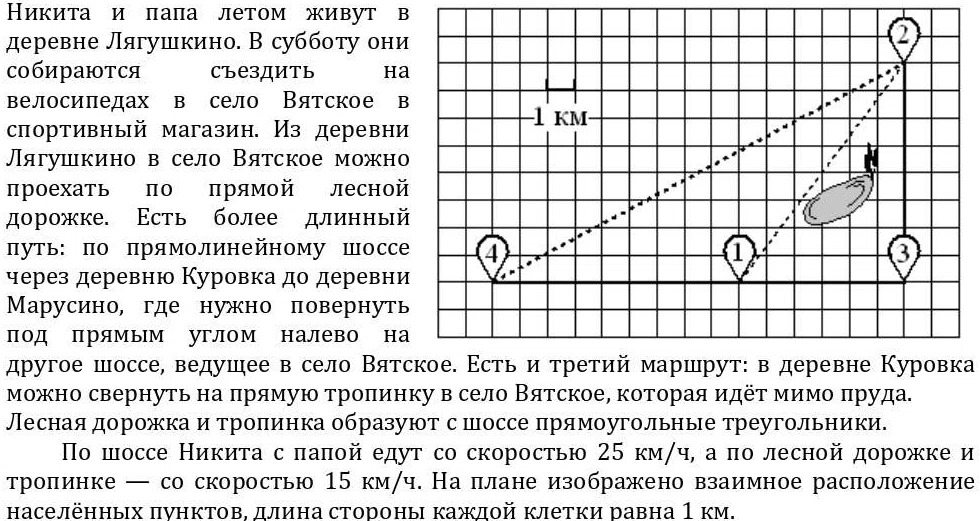 Никита и папа летом живут в
деревне Лягушкино. В субботу они
собираются съездить на
велосипедах в село Вятское в
спортивный магазин. Из деревни
Лягушкино в село Вятское можно
проехать по прямой лесной
дорожке. Есть более длинный
путь: по прямолинейному шоссе
через деревню Куровка до деревни
Марусино, где нужно повернуть
под прямым углом налево на
другое шоссе, ведущее в село Вятское. Есть и третий маршрут: в деревне Куровка
можно свернуть на прямую тропинку в село Вятское, которая идёт мимо пруда.
Лесная дорожка и тропинка образуют с шоссе прямоугольные треугольники.
По шоссе Никита с папой едут со скоростью 25 км/ч, а по лесной дорожке и
тропинке — со скоростью 15 км/ч. На плане изображено взаимное расположение
населённых пунктов, длина стороны каждой клетки равна 1 км.
2
1 км
4
1
3